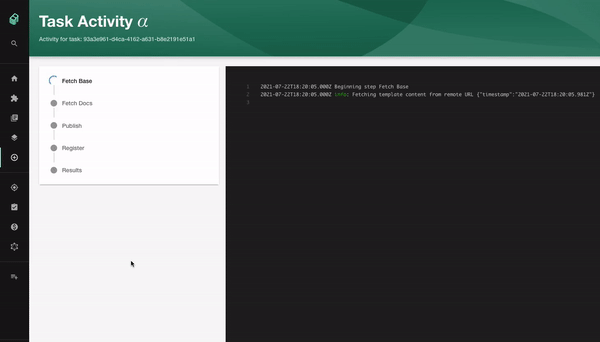 Task Activity α
Activity for task: 93a3e961-d4ca-4162-a631-b8e2191e51a1
Fetch Base
Fetch Docs
Publish
Register
Results
1 2021-07-22T18:20:05.000Z Beginning step Fetch Base
2 2021-07-22T18:20:05.000Z info: Fetching template content from remote URL {"timestamp":"2021-07-22T18:20:05.981Z"}
3